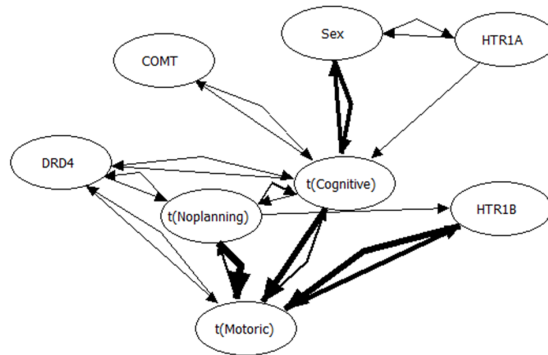 Sex
HTR1A
COMT
DRD4
t(Cognitive)
t(Noplanning)
HTR1B
t(Motoric)